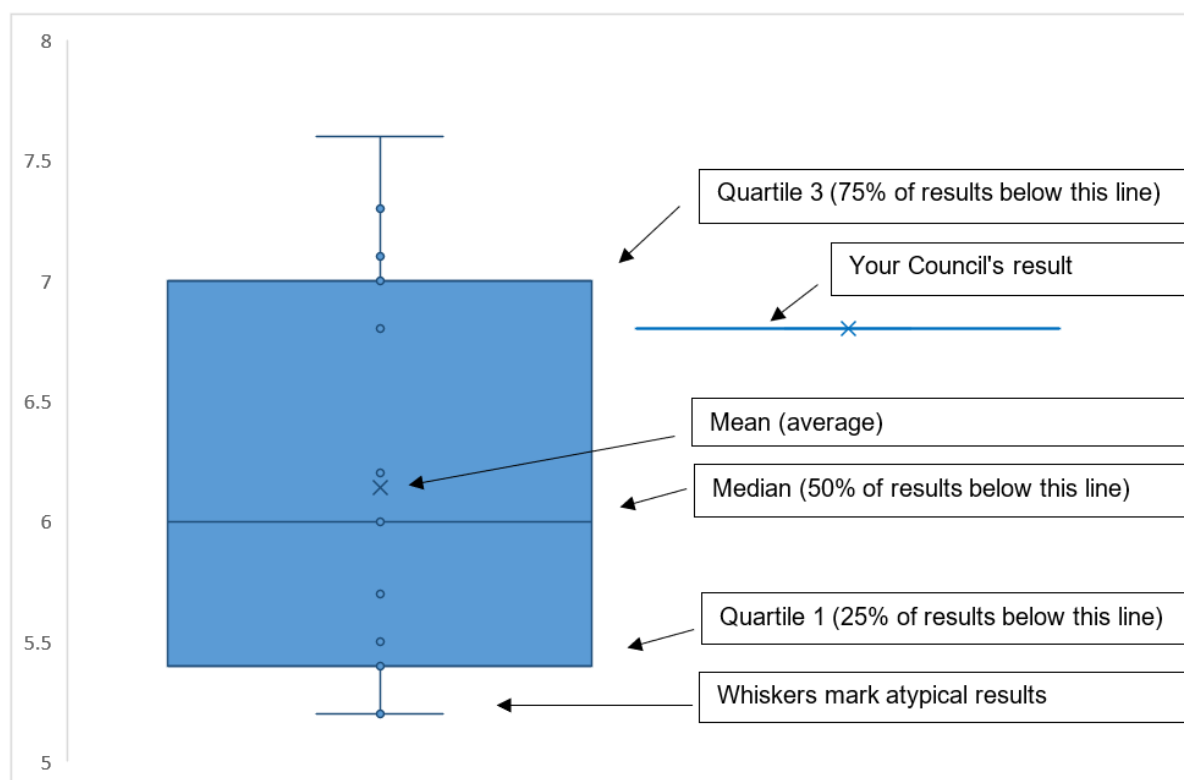 8
7.5
Quartile 3 (75% of results below this line)
Your Council's result
7
6.5
Mean (average)
Median (50% of results below this line)
6
Quartile 1 (25% of results below this line)
5.5
Whiskers mark atypical results
5